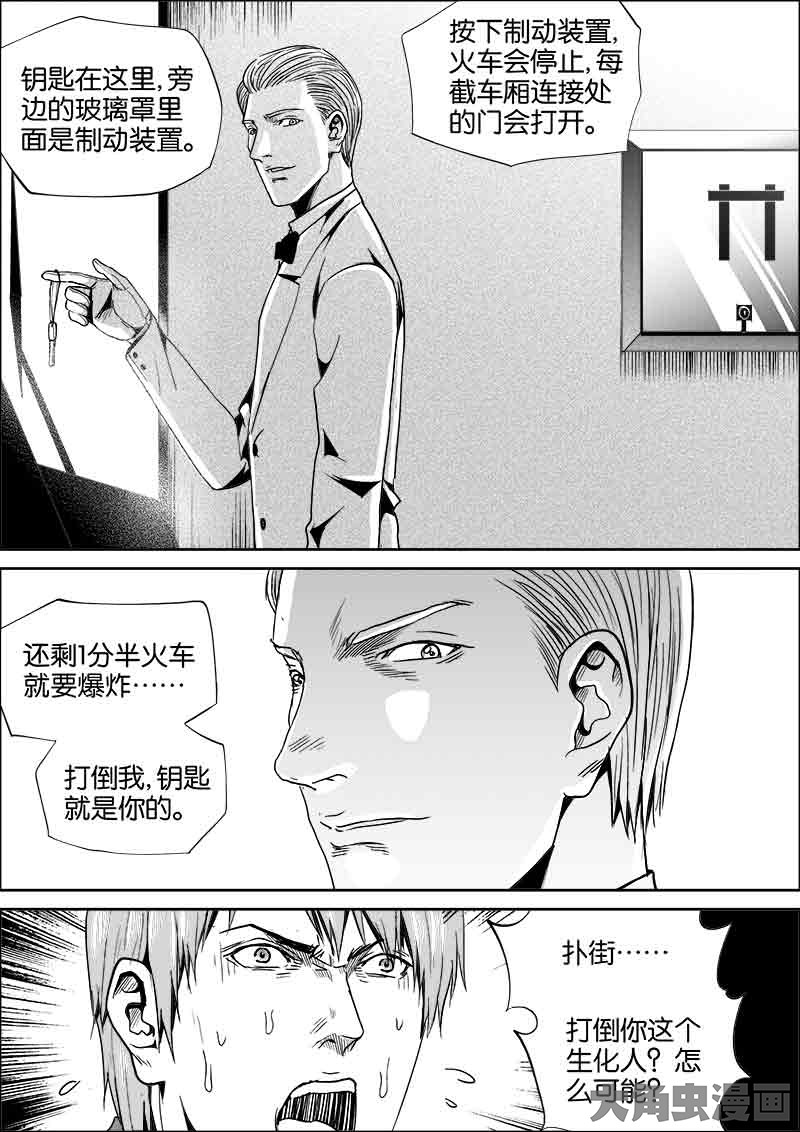 钥匙在这里,旁
边的玻璃罩里
面是制动装置。
按下制动装置,
火车会停止,每
截车厢连接处
的门会打开。
还剩1分半火车
就要爆炸……
打倒我,钥匙
就是你的。
扑街……
打倒你这个
生化人?怎
么可能?
大角虫漫画